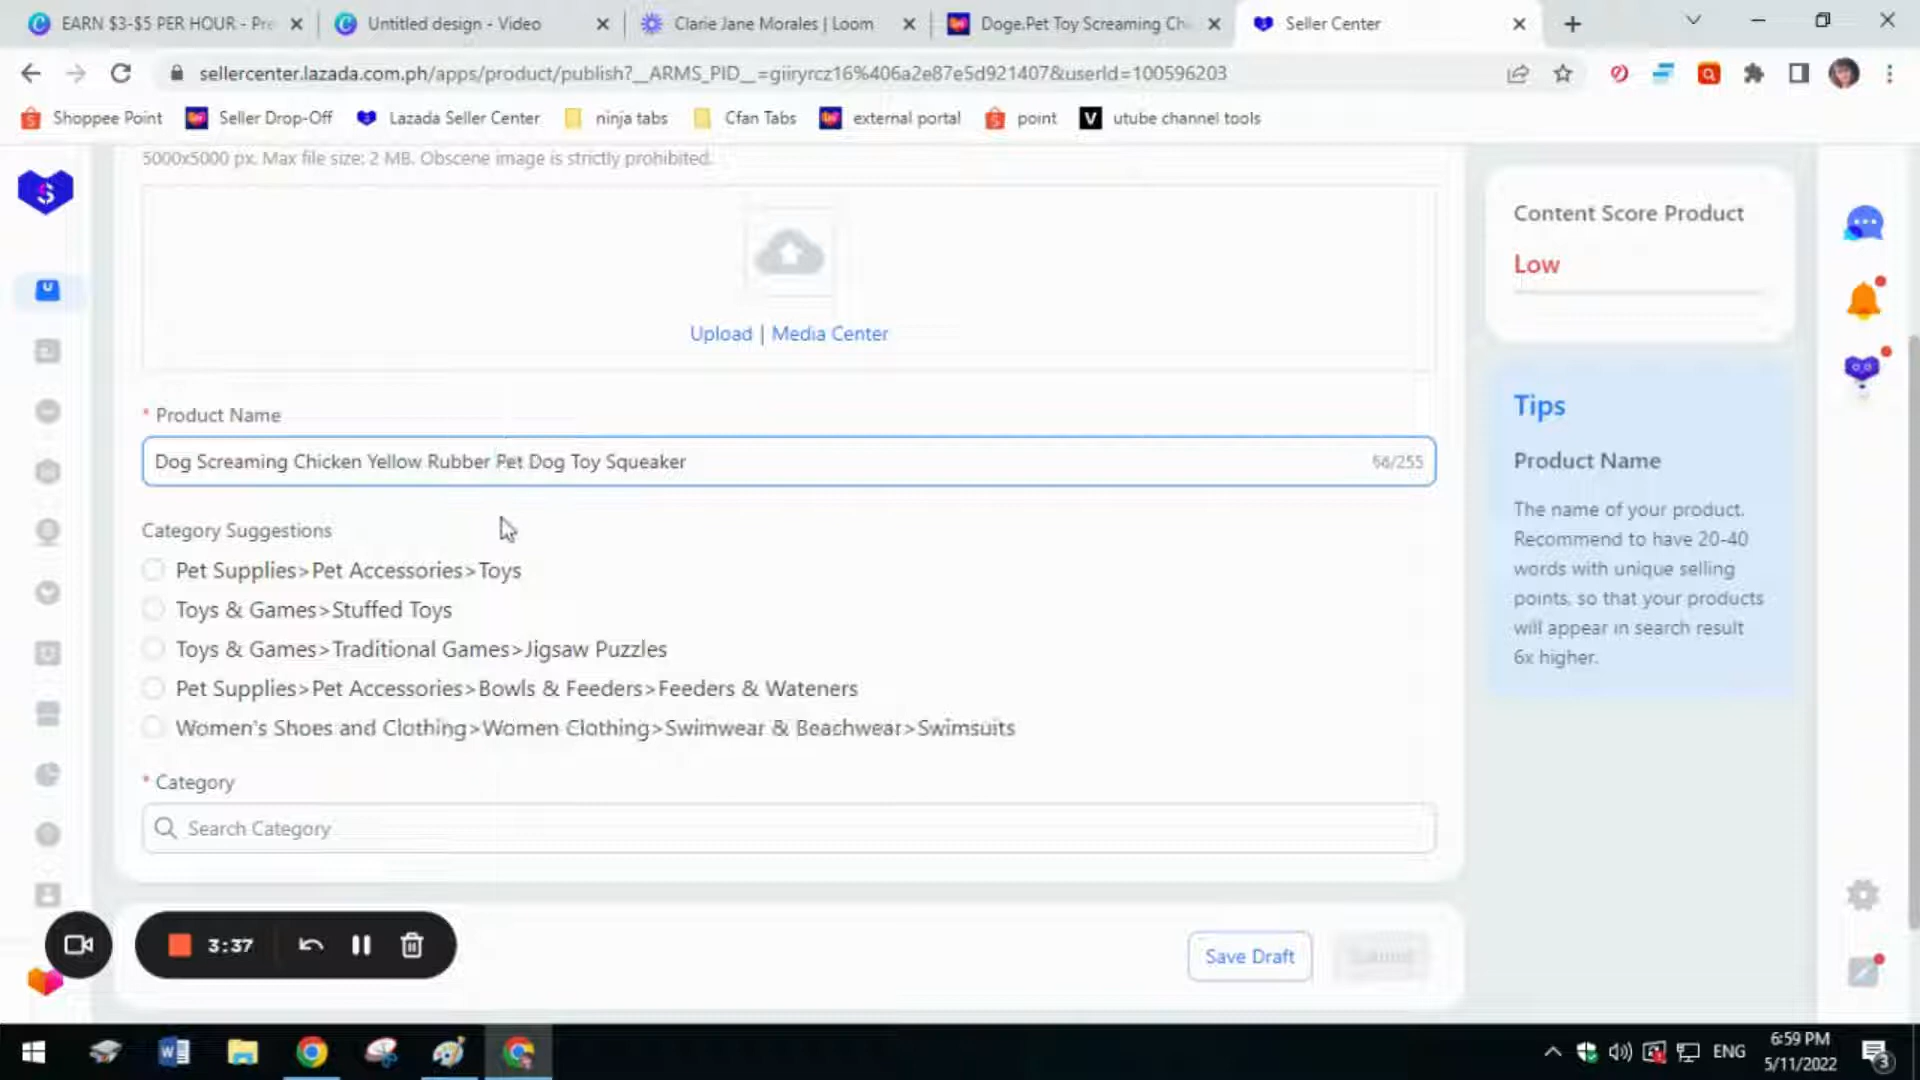 EARN $3-$5 PER HOUR - Pre
Untitled design - Video
Clarie Jane Morales | Loom
Doge.Pet Toy Screaming Ch
Seller Center
sellercenter.lazada.com.ph/apps/product/publish?__ARMS_PID__=giiryrcz16%406a2e87e5d921407&userId=100596203
Shoppee Point
Seller Drop-Off
Lazada Seller Center
ninja tabs
Cfan Tabs
external portal
point
utube channel tools
5000x5000 px. Max file size: 2 MB. Obscene image is strictly prohibited.
Upload | Media Center
* Product Name
Dog Screaming Chicken Yellow Rubber Pet Dog Toy Squeaker
/255
Category Suggestions
Pet Supplies>Pet Accessories>Toys
Toys & Games>Stuffed Toys
Toys & Games>Traditional Games>Jigsaw Puzzles
Pet Supplies>Pet Accessories>Bowls & Feeders>Feeders & Wateners
Women's Shoes and Clothing>Women Clothing>Swimwear & Beachwear>Swimsuits
* Category
Search Category
Save Draft
Submit
3:37
Content Score Product
Low
Tips
Product Name
The name of your product.
Recommend to have 20-40
words with unique selling
points, so that your products
will appear in search result
6x higher.
ENG
6:59 PM
5/11/2022
3